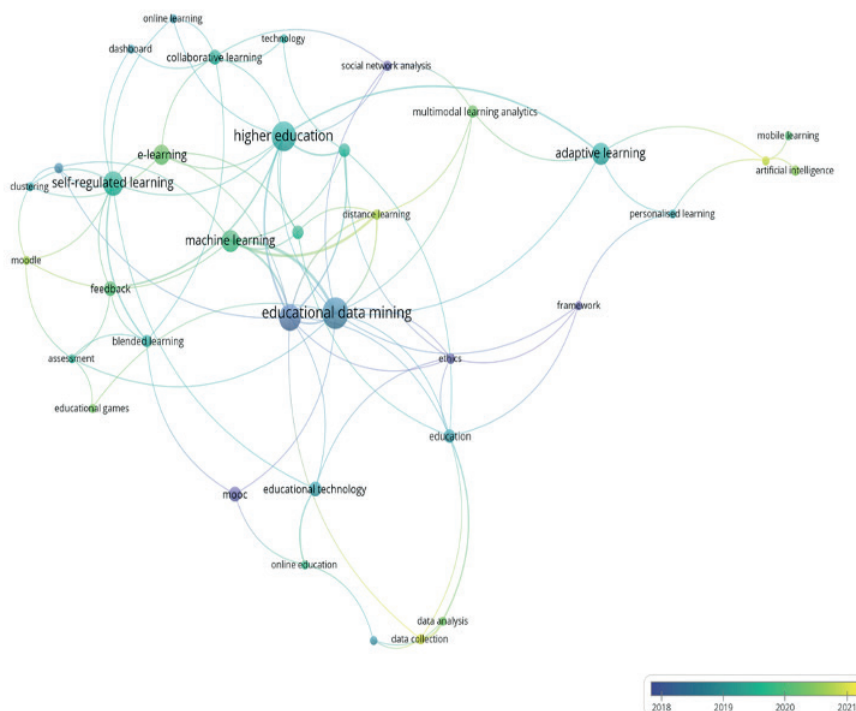 online learning
dashboard
collaborative learning
technology
social network analysis
higher education
multimodal learning analytics
e-learning
adaptive learning
mobile learning
artificial intelligence
clustering
self-regulated learning
distance learning
personalised learning
machine learning
moodle
feedback
educational data mining
framework
blended learning
assessment
ethics
educational games
education
mooc
educational technology
online education
data analysis
data collection
2018 2019 2020 2021